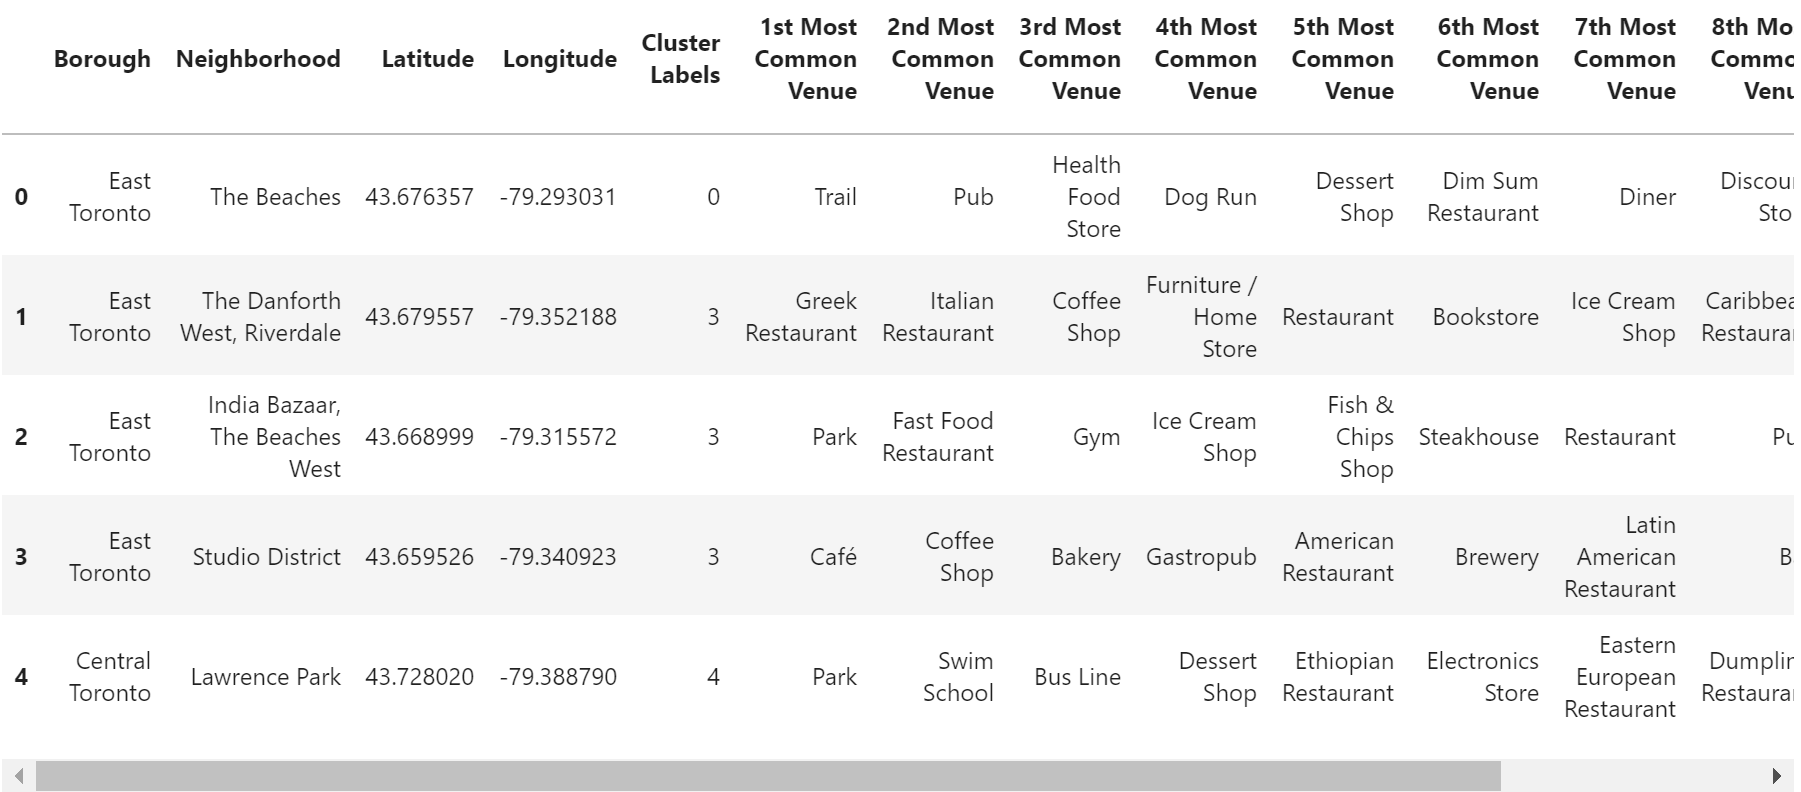 Borough
Neighborhood
Latitude
Longitude
Cluster
Labels
1st Most
Common
Venue
2nd Most
Common
Venue
3rd Most
Common
Venue
4th Most
Common
Venue
5th Most
Common
Venue
6th Most
Common
Venue
7th Most
Common
Venue
8th Mo
Commo
Venu
0
East
Toronto
The Beaches
43.676357
-79.293031
0
Trail
Pub
Health
Food
Store
Dog Run
Dessert
Shop
Dim Sum
Restaurant
Diner
Discou
Sto
1
East
Toronto
The Danforth
West, Riverdale
43.679557
-79.352188
3
Greek
Restaurant
Italian
Restaurant
Coffee
Shop
Furniture /
Home
Store
Restaurant
Bookstore
Ice Cream
Shop
Caribbea
Restaura
2
East
Toronto
India Bazaar,
The Beaches
West
43.668999
-79.315572
3
Park
Fast Food
Restaurant
Gym
Ice Cream
Shop
Fish &
Chips
Shop
Steakhouse
Restaurant
Pu
3
East
Toronto
Studio District
43.659526
-79.340923
3
Café
Coffee
Shop
Bakery
Gastropub
American
Restaurant
Brewery
Latin
American
Restaurant
B
4
Central
Toronto
Lawrence Park
43.728020
-79.388790
4
Park
Swim
School
Bus Line
Dessert
Shop
Ethiopian
Restaurant
Electronics
Store
Eastern
European
Restaurant
Dumplin
Restaura